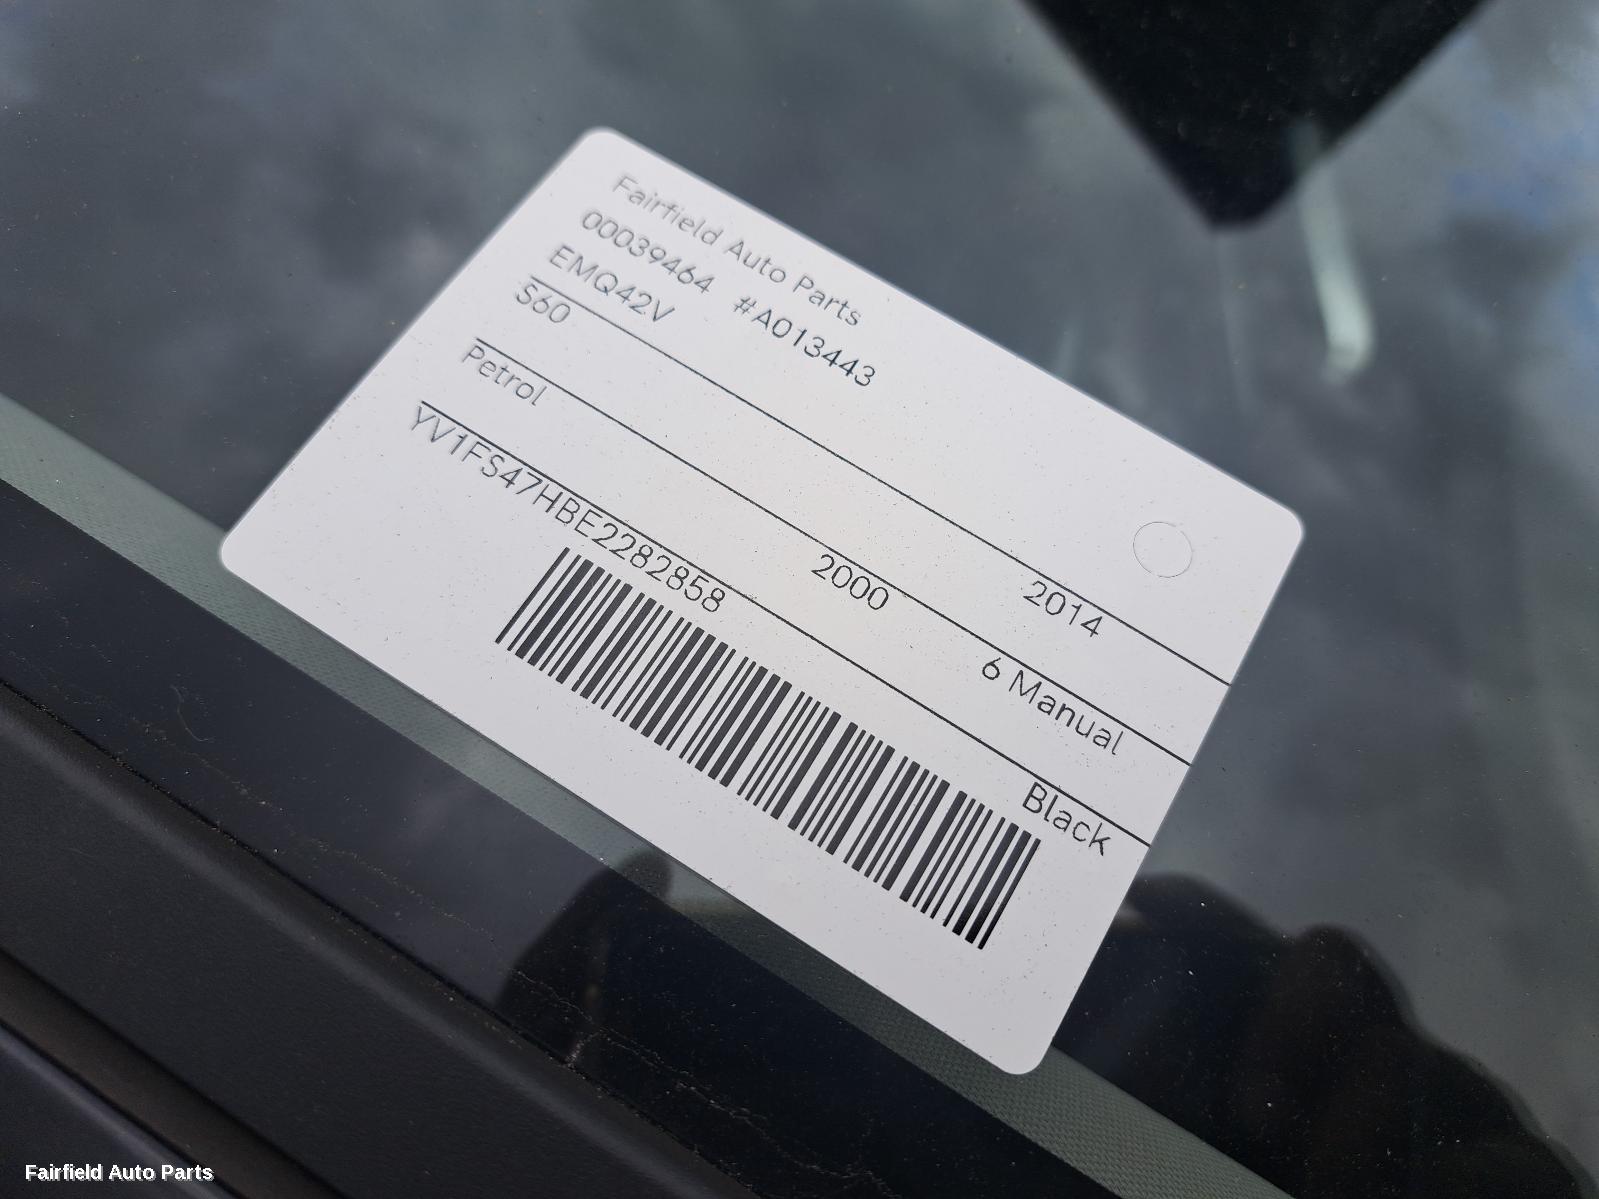 Fairfield Auto Parts
00039464 #A013443
EMQ42V
S60 2014
Petrol 2000 6 Manual
YV1FS47HBE2282858 Black
Fairfield Auto Parts